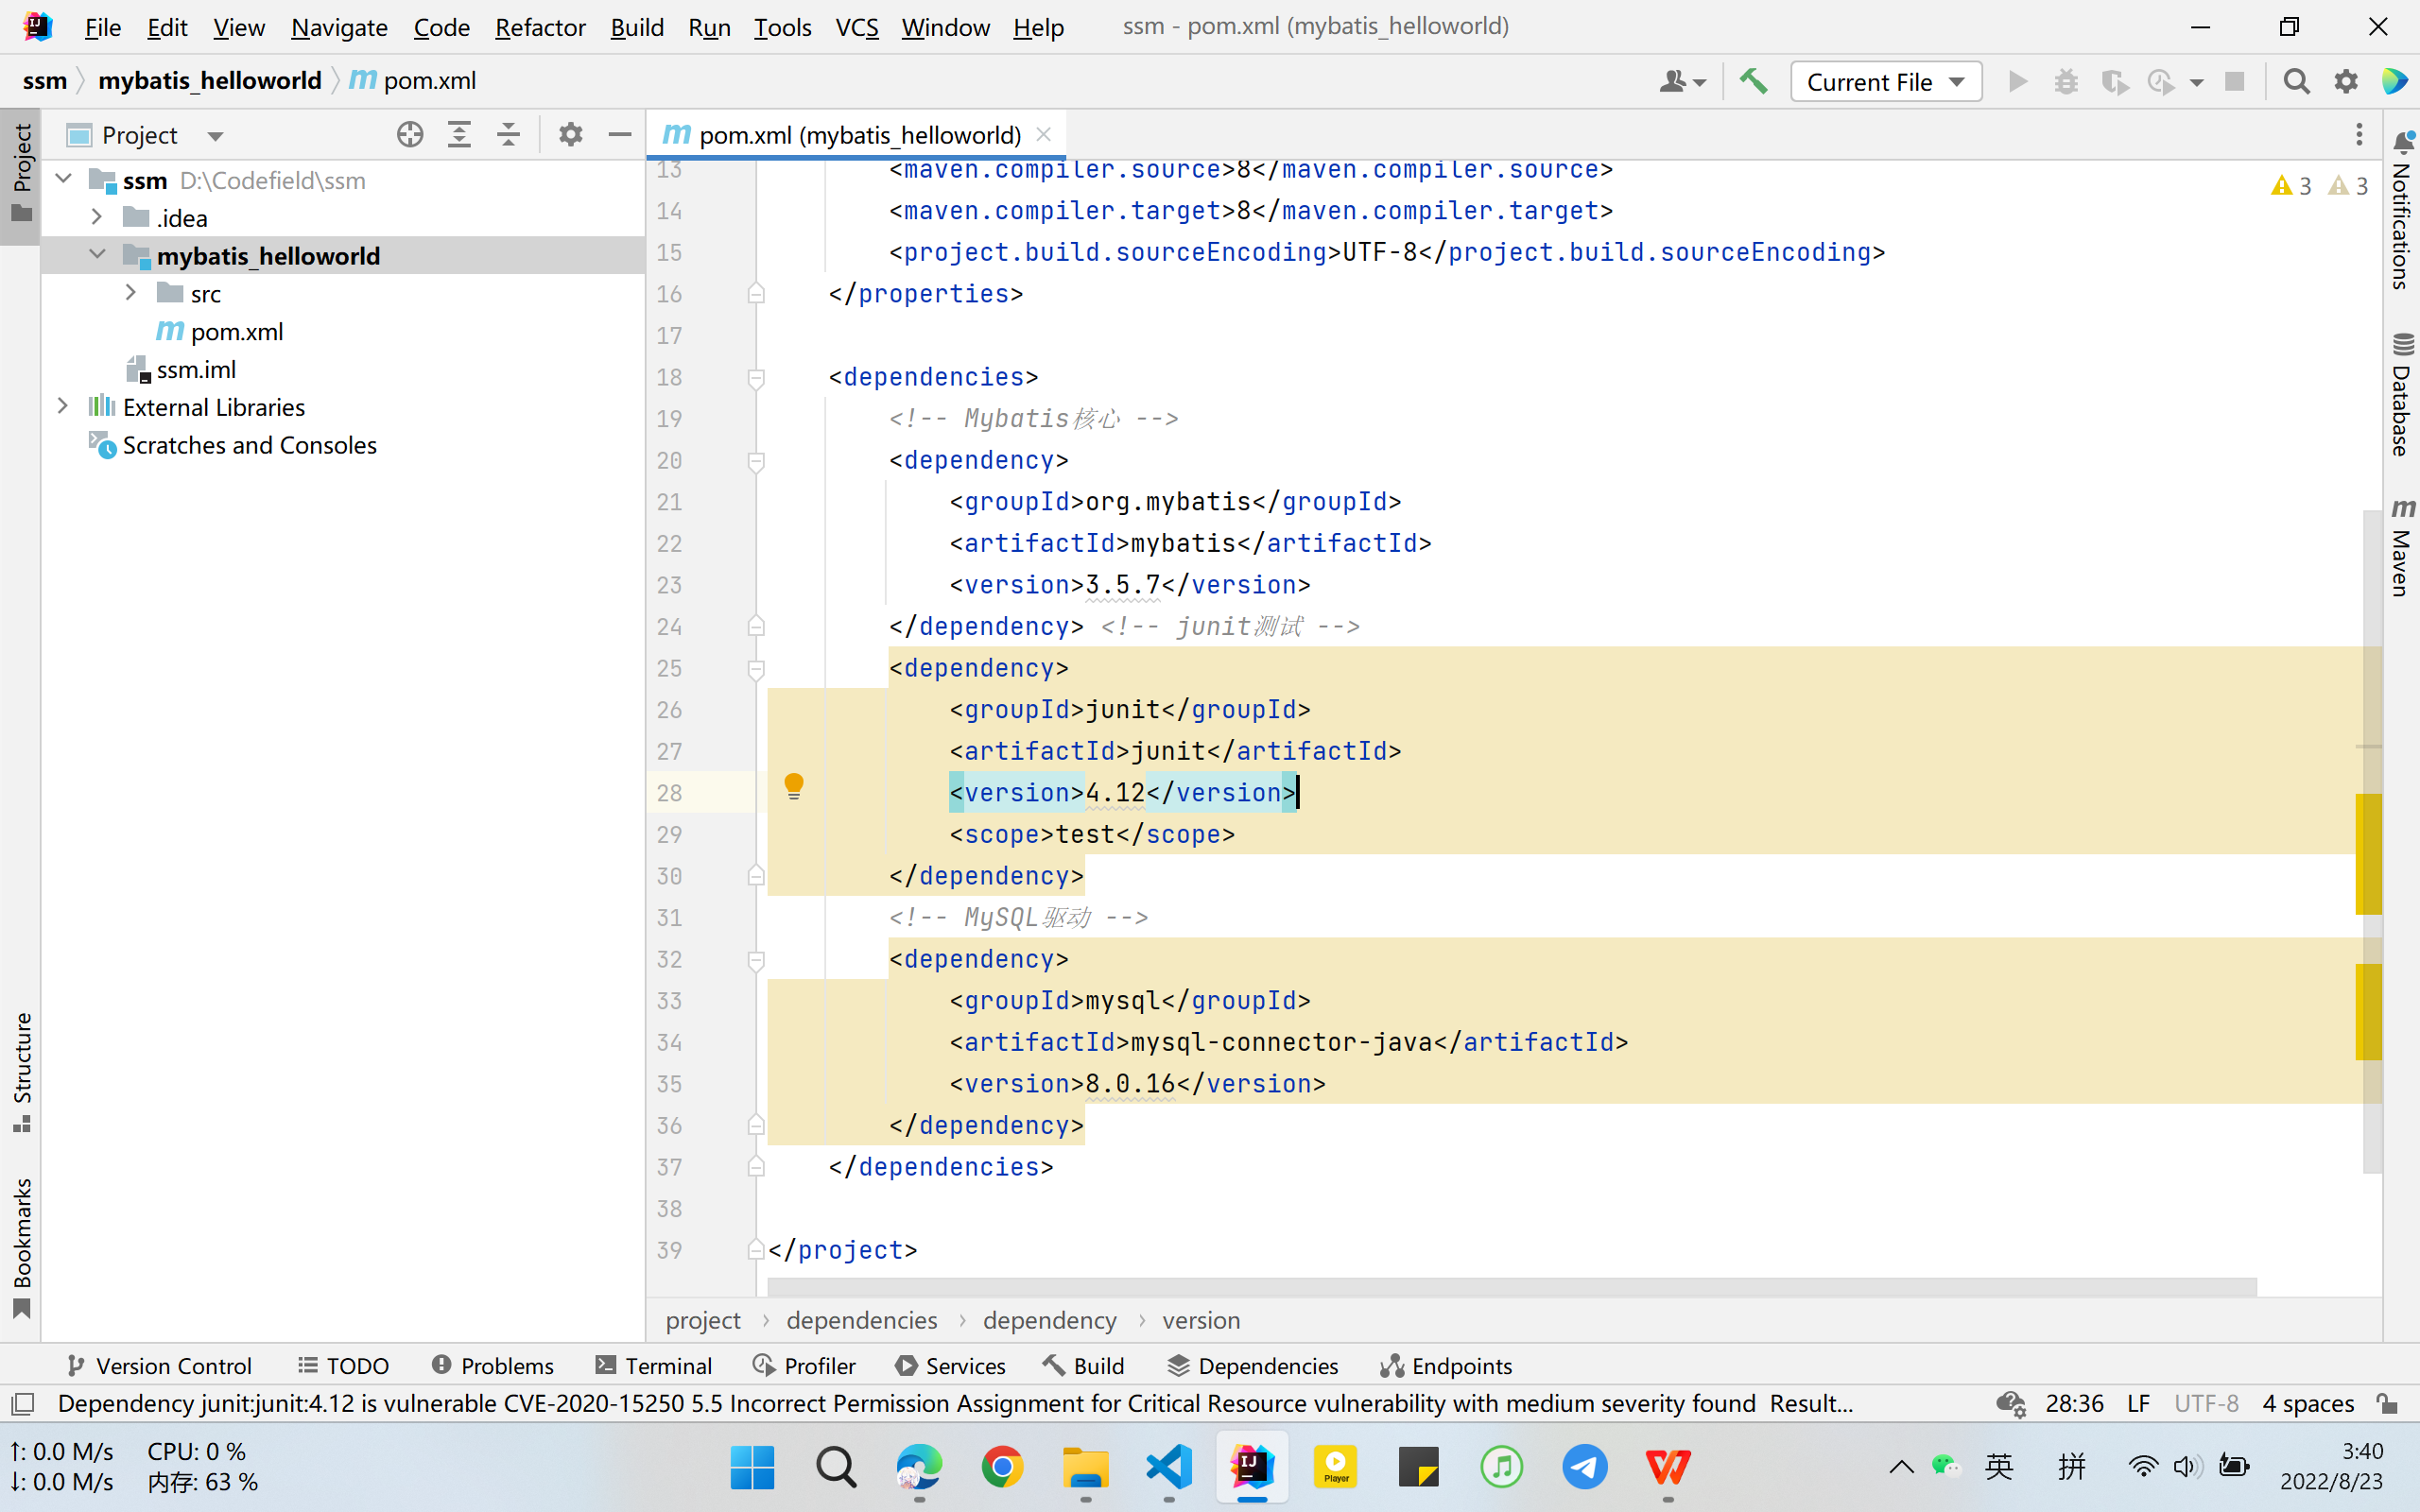 File Edit View Navigate Code Refactor Build Run Tools VCS Window Help ssm - pom.xml (mybatis_helloworld)
ssm mybatis_helloworld m pom.xml Current File
Project
Project
pom.xml (mybatis_helloworld)
ssm D:\Codefield\ssm
.idea
mybatis_helloworld
src
pom.xml
ssm.iml
External Libraries
Scratches and Consoles
Structure
Bookmarks
13 <maven.compiler.source>8</maven.compiler.source>
14 <maven.compiler.target>8</maven.compiler.target>
15 <project.build.sourceEncoding>UTF-8</project.build.sourceEncoding>
16 </properties>
17
18 <dependencies>
19 <!-- Mybatis核心 -->
20 <dependency>
21 <groupId>org.mybatis</groupId>
22 <artifactId>mybatis</artifactId>
23 <version>3.5.7</version>
24 </dependency> <!-- junit测试 -->
25 <dependency>
26 <groupId>junit</groupId>
27 <artifactId>junit</artifactId>
28 <version>4.12</version>
29 <scope>test</scope>
30 </dependency>
31 <!-- MySQL驱动 -->
32 <dependency>
33 <groupId>mysql</groupId>
34 <artifactId>mysql-connector-java</artifactId>
35 <version>8.0.16</version>
36 </dependency>
37 </dependencies>
38
39 </project>
3 3
Notifications
Database
Maven
project › dependencies › dependency › version
Version Control TODO Problems Terminal Profiler Services Build Dependencies Endpoints
Dependency junit:junit:4.12 is vulnerable CVE-2020-15250 5.5 Incorrect Permission Assignment for Critical Resource vulnerability with medium severity found Result... 28:36 LF UTF-8 4 spaces
↑: 0.0 M/s CPU: 0 %
↓: 0.0 M/s 内存: 63 %
Player
英 拼
3:40
2022/8/23